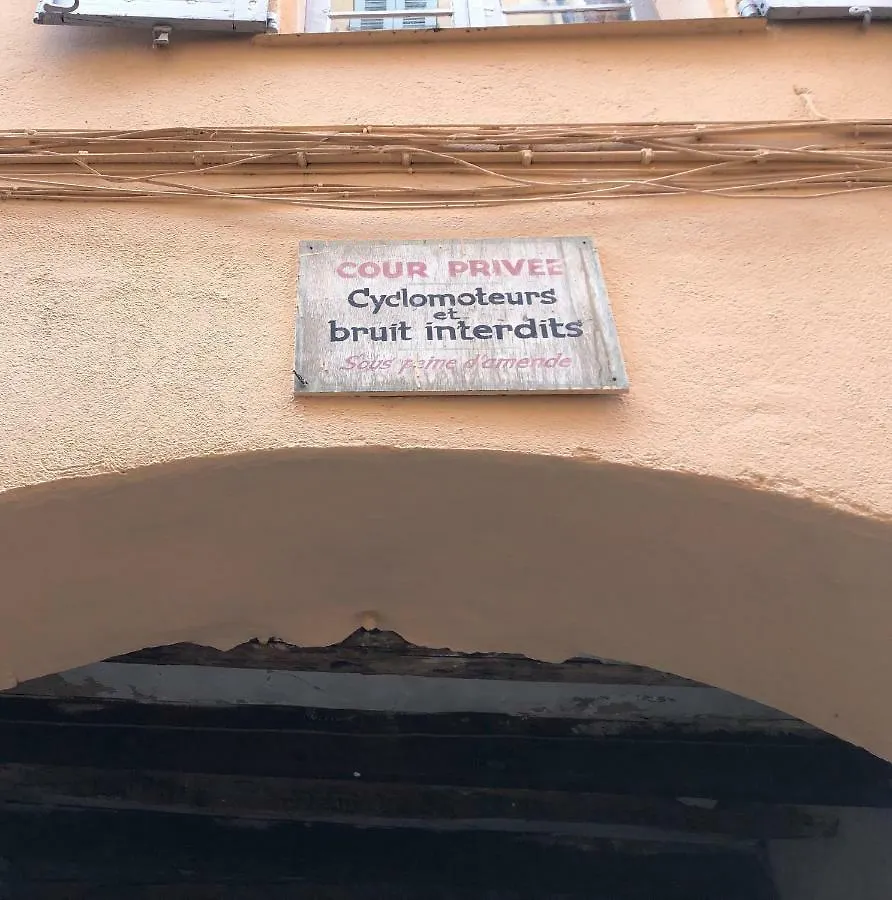 COUR PRIVEE
Cyclomoteurs
et
bruit interdits
Sous peine d'amende